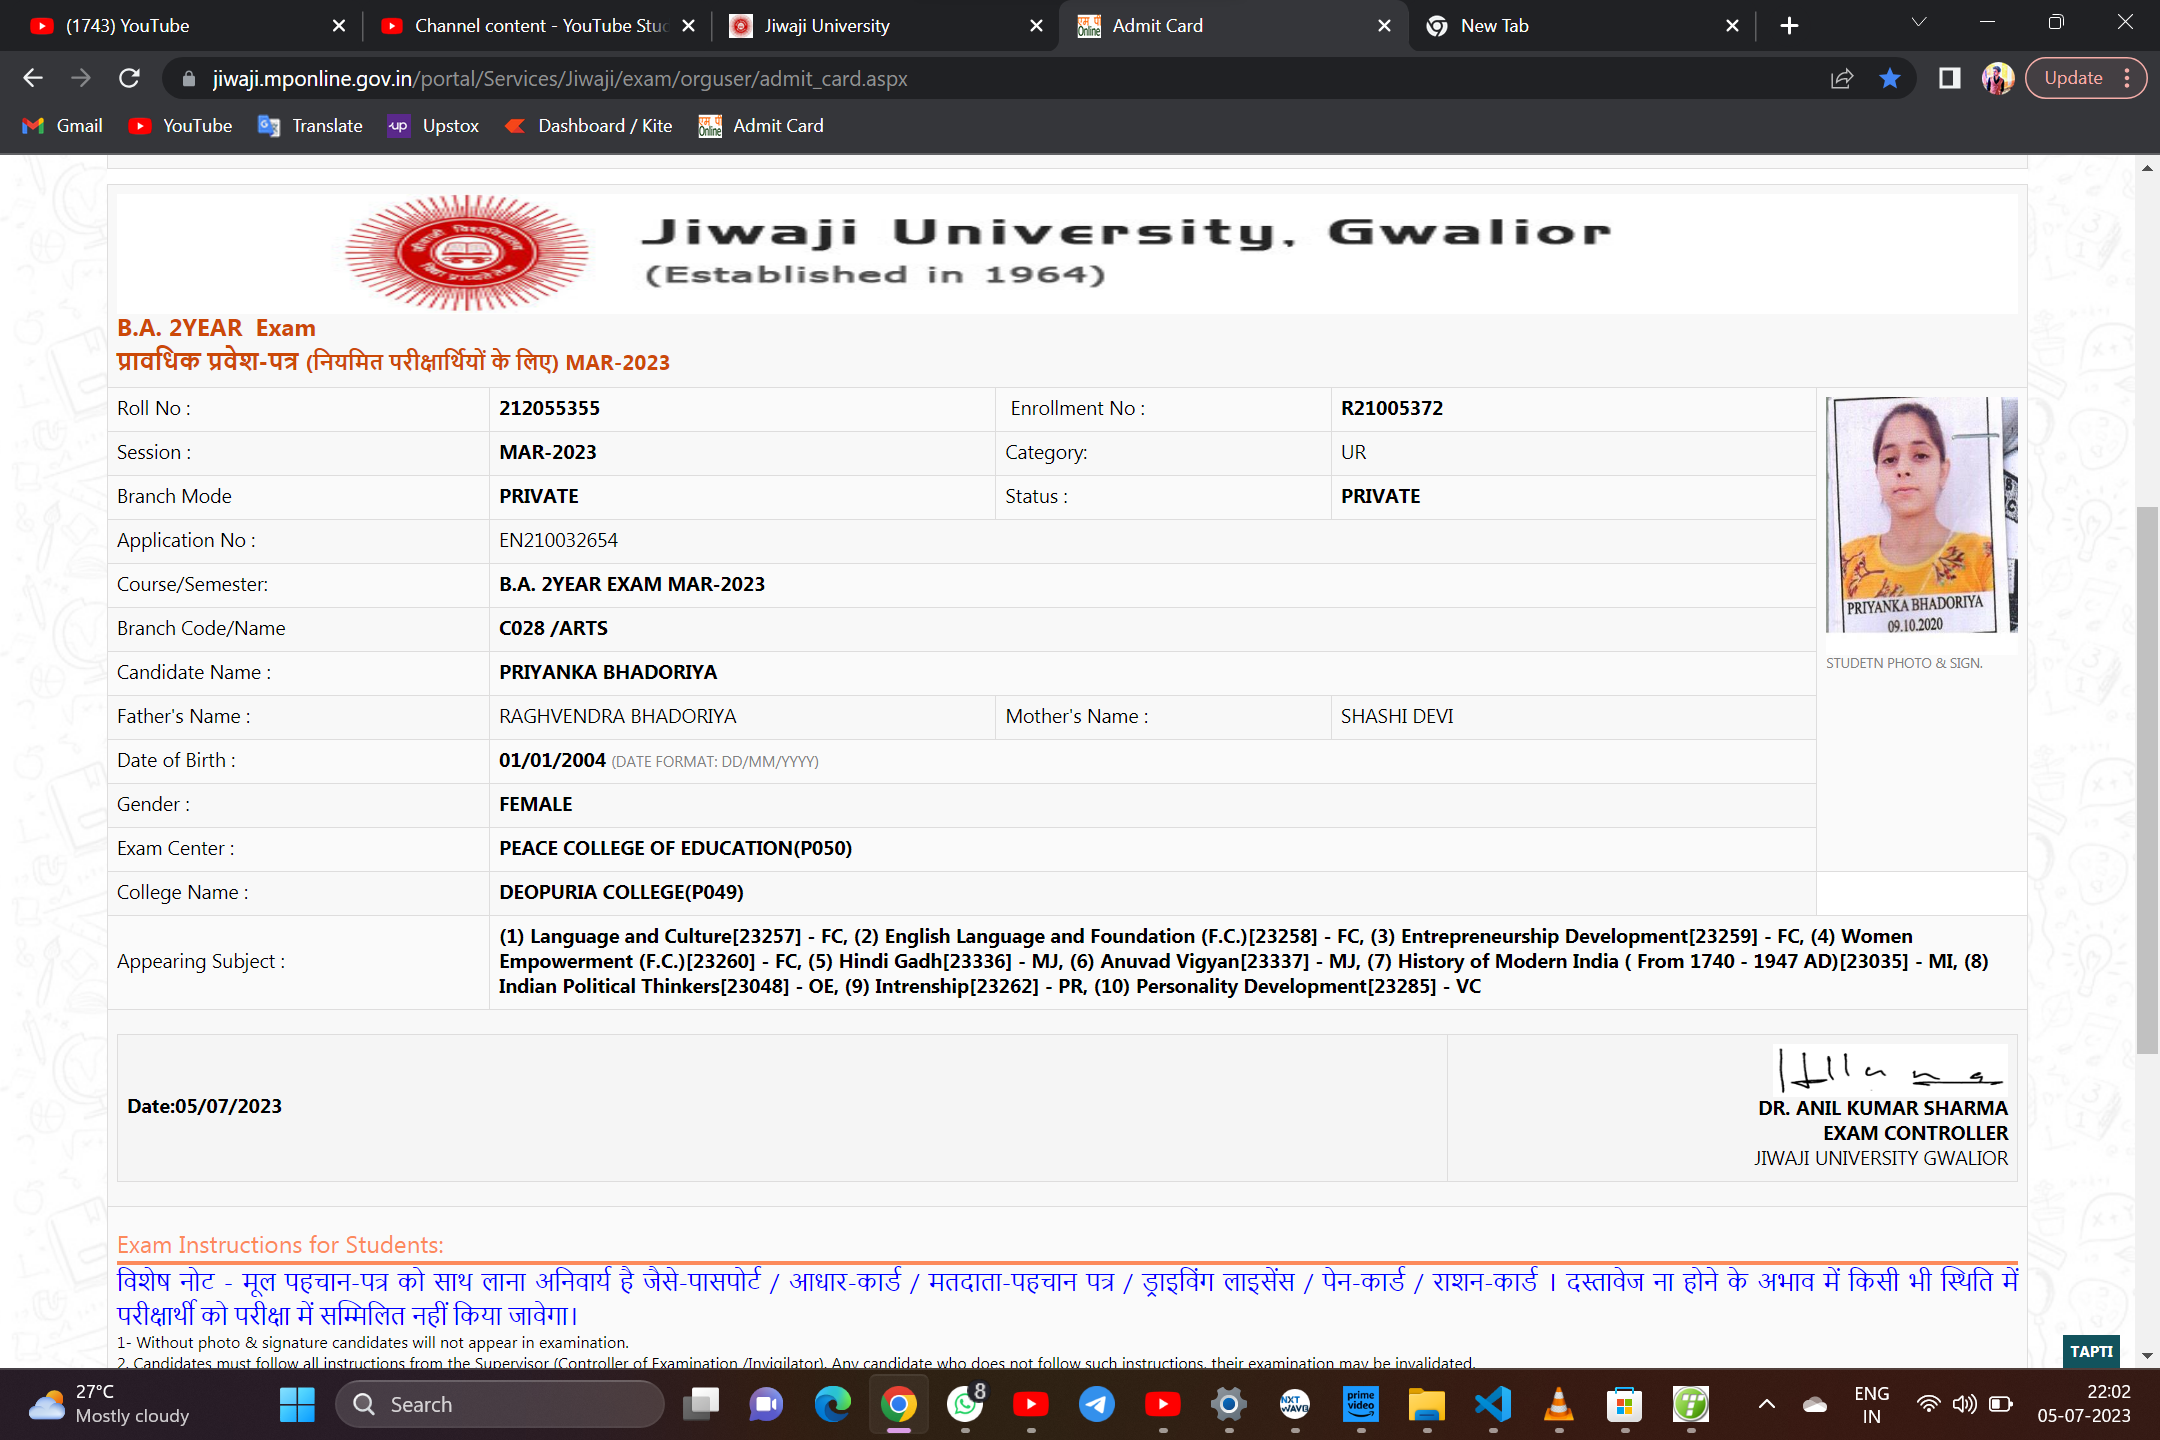 (1743) YouTube
Channel content - YouTube Stud
Jiwaji University
एम.पी Online
Admit Card
New Tab
jiwaji.mponline.gov.in/portal/Services/Jiwaji/exam/orguser/admit_card.aspx
Update
Gmail
YouTube
Translate
up
Upstox
Dashboard / Kite
एम.पी Online
Admit Card
Jiwaji University, Gwalior
(Established in 1964)
B.A. 2YEAR Exam
प्रावधिक प्रवेश-पत्र (नियमित परीक्षार्थियों के लिए) MAR-2023
Roll No : 212055355 Enrollment No : R21005372
Session : MAR-2023 Category: UR
Branch Mode PRIVATE Status : PRIVATE
Application No : EN210032654
Course/Semester: B.A. 2YEAR EXAM MAR-2023
Branch Code/Name C028 /ARTS
Candidate Name : PRIYANKA BHADORIYA
Father's Name : RAGHVENDRA BHADORIYA Mother's Name : SHASHI DEVI
Date of Birth : 01/01/2004 (DATE FORMAT: DD/MM/YYYY)
Gender : FEMALE
Exam Center : PEACE COLLEGE OF EDUCATION(P050)
College Name : DEOPURIA COLLEGE(P049)
PRIYANKA BHADORIYA
09.10.2020
STUDETN PHOTO & SIGN.
Appearing Subject :
(1) Language and Culture[23257] - FC, (2) English Language and Foundation (F.C.)[23258] - FC, (3) Entrepreneurship Development[23259] - FC, (4) Women
Empowerment (F.C.)[23260] - FC, (5) Hindi Gadh[23336] - MJ, (6) Anuvad Vigyan[23337] - MJ, (7) History of Modern India ( From 1740 - 1947 AD)[23035] - MI, (8)
Indian Political Thinkers[23048] - OE, (9) Intrenship[23262] - PR, (10) Personality Development[23285] - VC
Date:05/07/2023
DR. ANIL KUMAR SHARMA
EXAM CONTROLLER
JIWAJI UNIVERSITY GWALIOR
Exam Instructions for Students:
विशेष नोट - मूल पहचान-पत्र को साथ लाना अनिवार्य है जैसे-पासपोर्ट / आधार-कार्ड / मतदाता-पहचान पत्र / ड्राइविंग लाइसेंस / पेन-कार्ड / राशन-कार्ड । दस्तावेज ना होने के अभाव में किसी भी स्थिति में
परीक्षार्थी को परीक्षा में सम्मिलित नहीं किया जावेगा।
1- Without photo & signature candidates will not appear in examination.
2. Candidates must follow all instructions from the Supervisor (Controller of Examination /Invigilator). Any candidate who does not follow such instructions, their examination may be invalidated.
TAPTI
27°C
Mostly cloudy
Search
8
NXT WAVE
prime video
ENG
IN
22:02
05-07-2023